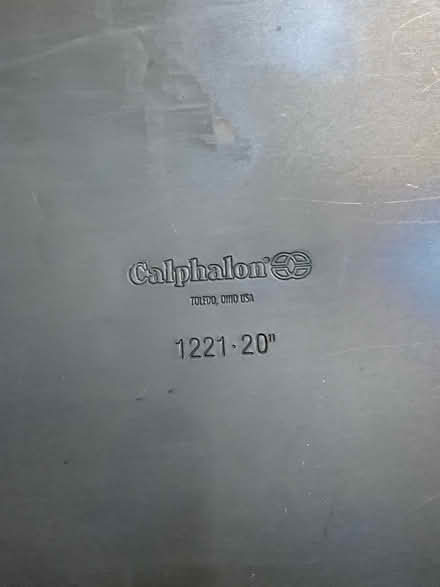 Calphalon®
TOLEDO, OHIO USA
1221·20"